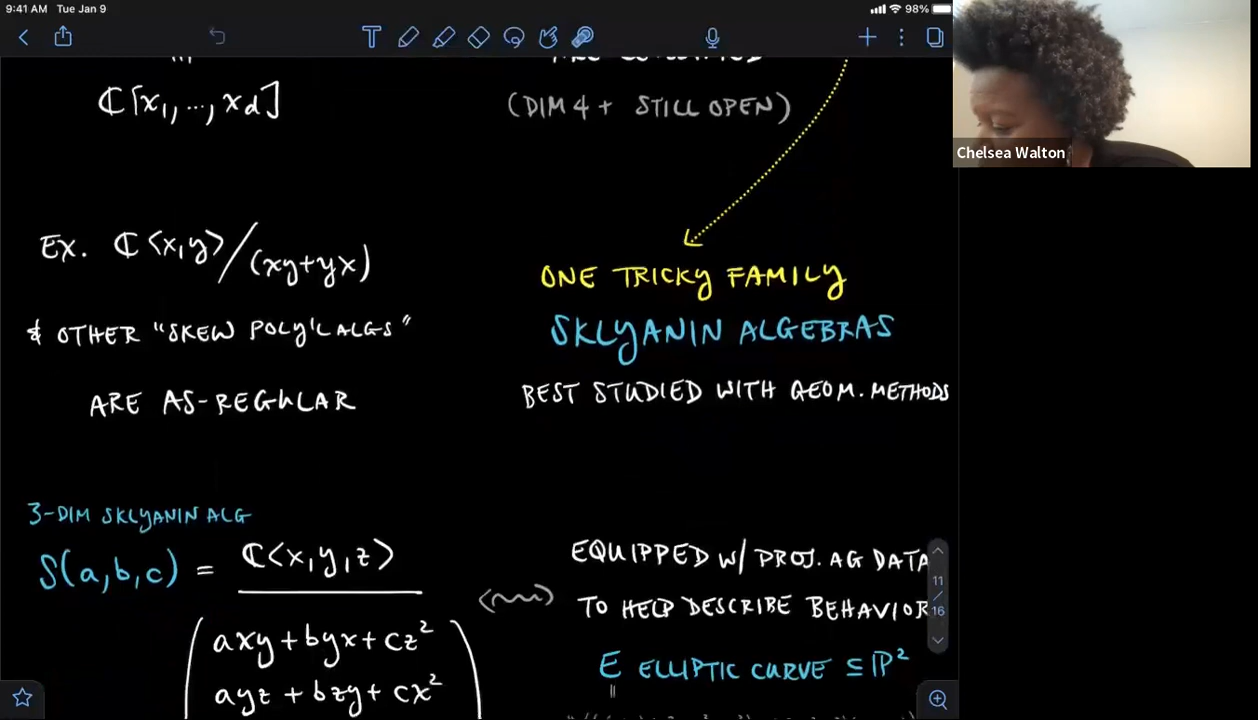 9:41 AM Tue Jan 9
98%
ℂ[x₁, ..., x_d]
(DIM 4+ STILL OPEN)
Chelsea Walton
EX. ℂ<x,y>/(xy+yx)
& OTHER "SKEW POLY'L ALGS"
ARE AS-REGULAR
ONE TRICKY FAMILY
SKLYANIN ALGEBRAS
BEST STUDIED WITH GEOM. METHODS
3-DIM SKLYANIN ALG
S(a,b,c) = ℂ<x,y,z>
axy + byx + cz²
ayz + bzy + cx²
EQUIPPED W/ PROJ. AG DATA
TO HELP DESCRIBE BEHAVIOR
E ELLIPTIC CURVE ⊆ ℙ²
11
/
16